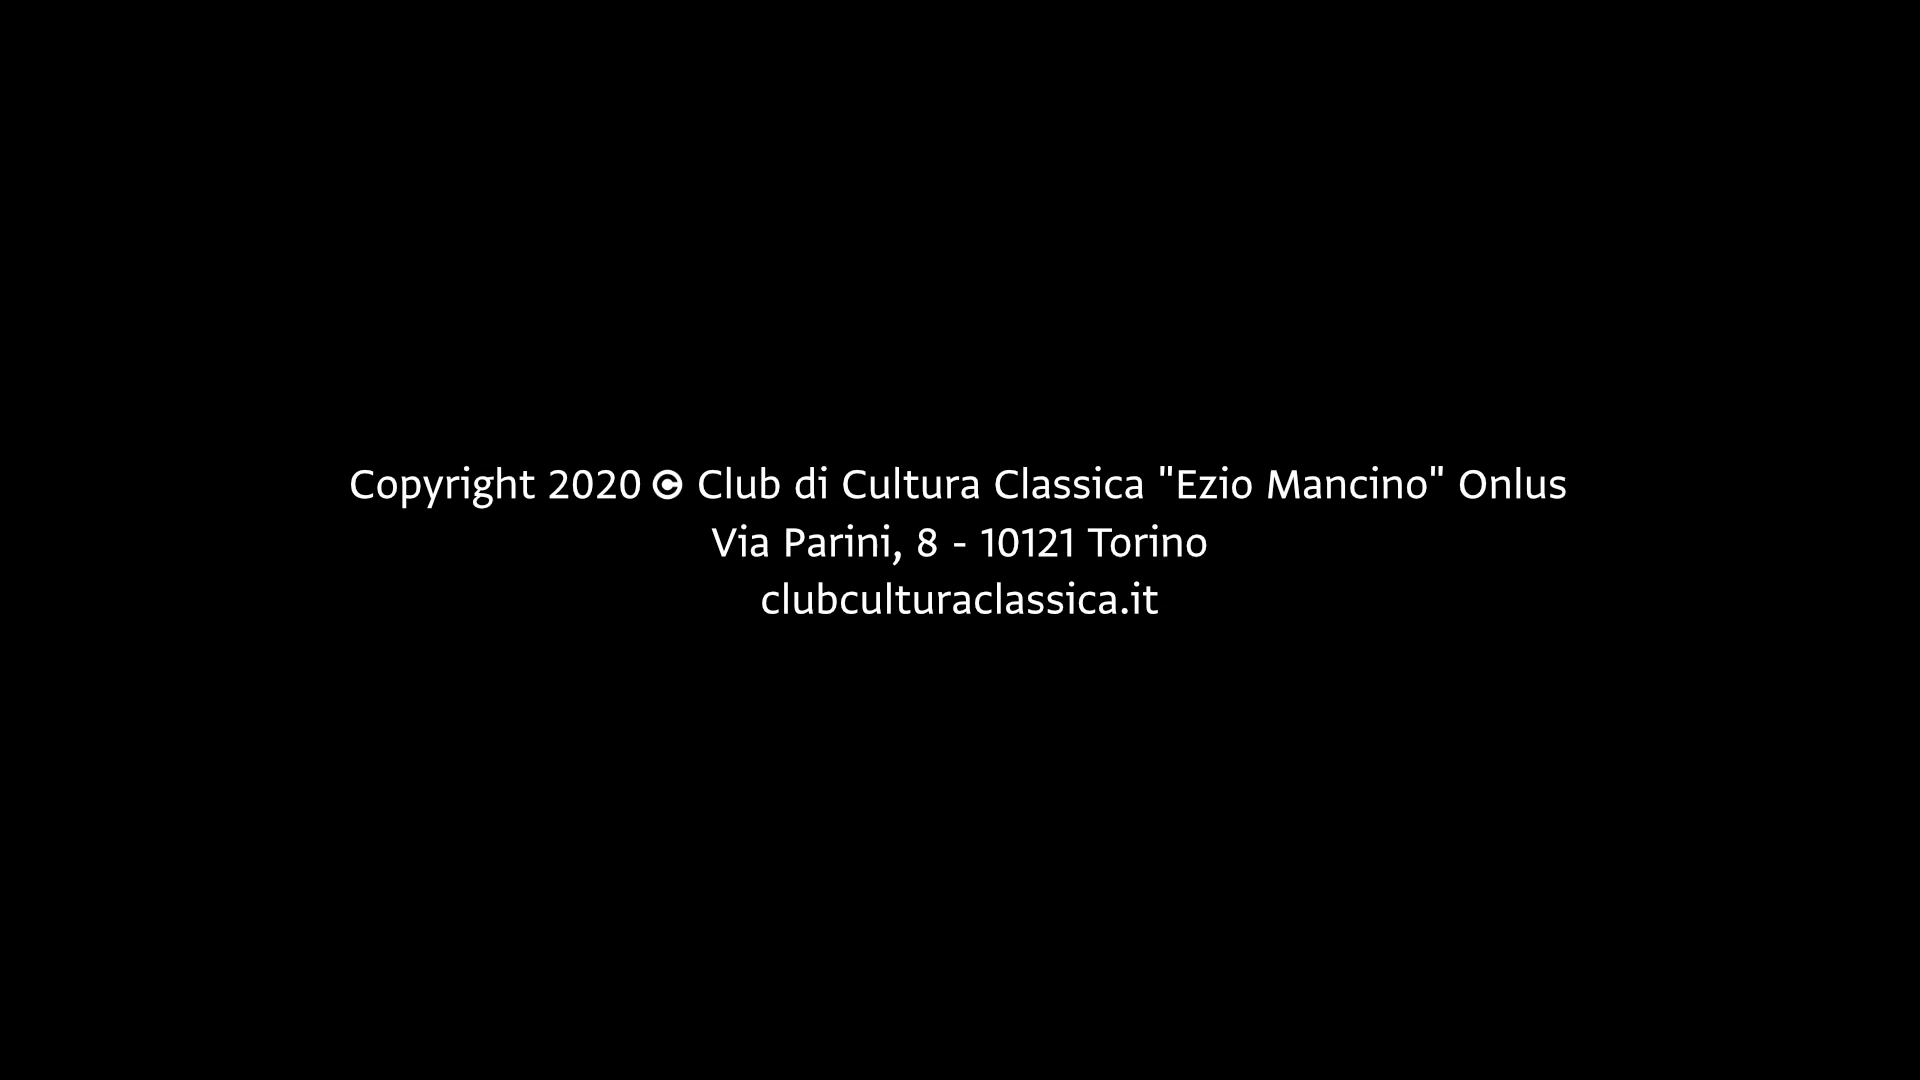 Copyright 2020 © Club di Cultura Classica "Ezio Mancino" Onlus
Via Parini, 8 - 10121 Torino
clubculturaclassica.it